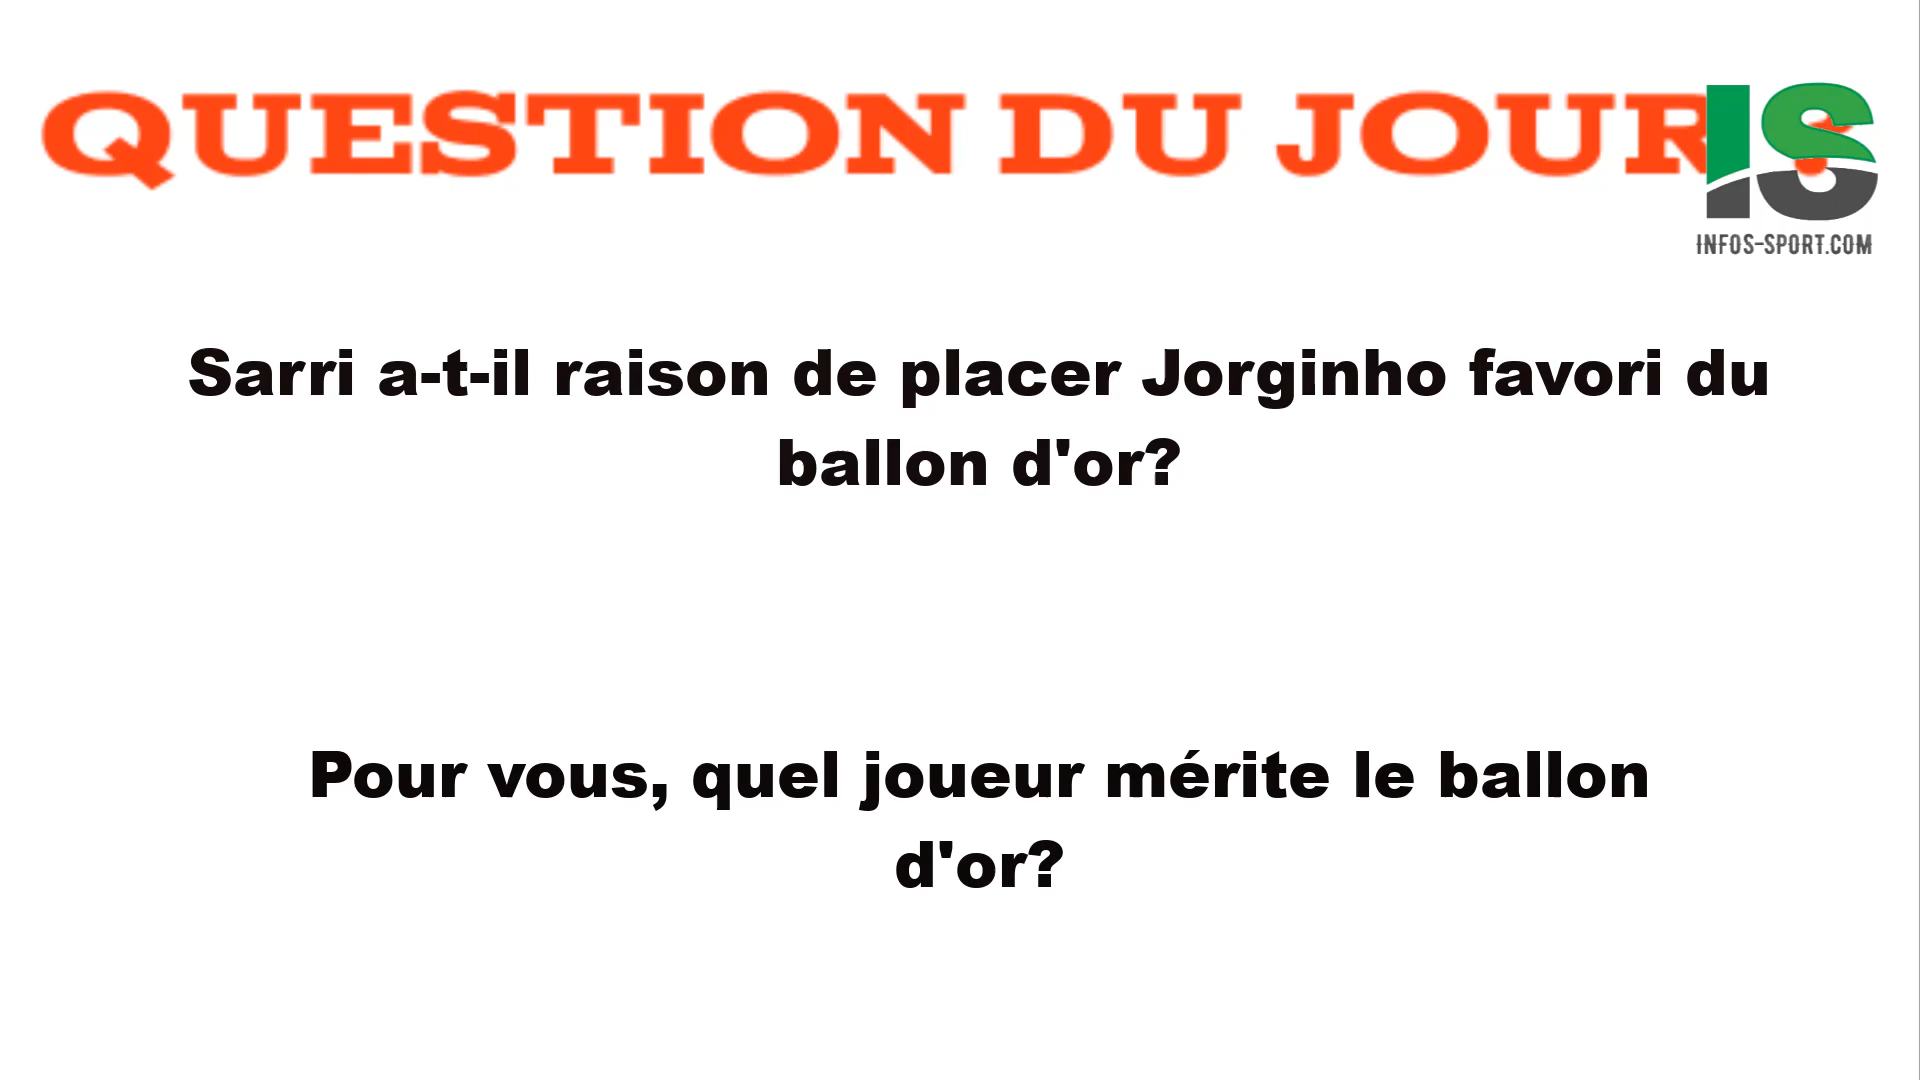 QUESTION DU JOUR
IS
INFOS-SPORT.COM
Sarri a-t-il raison de placer Jorginho favori du
ballon d'or?
Pour vous, quel joueur mérite le ballon
d'or?